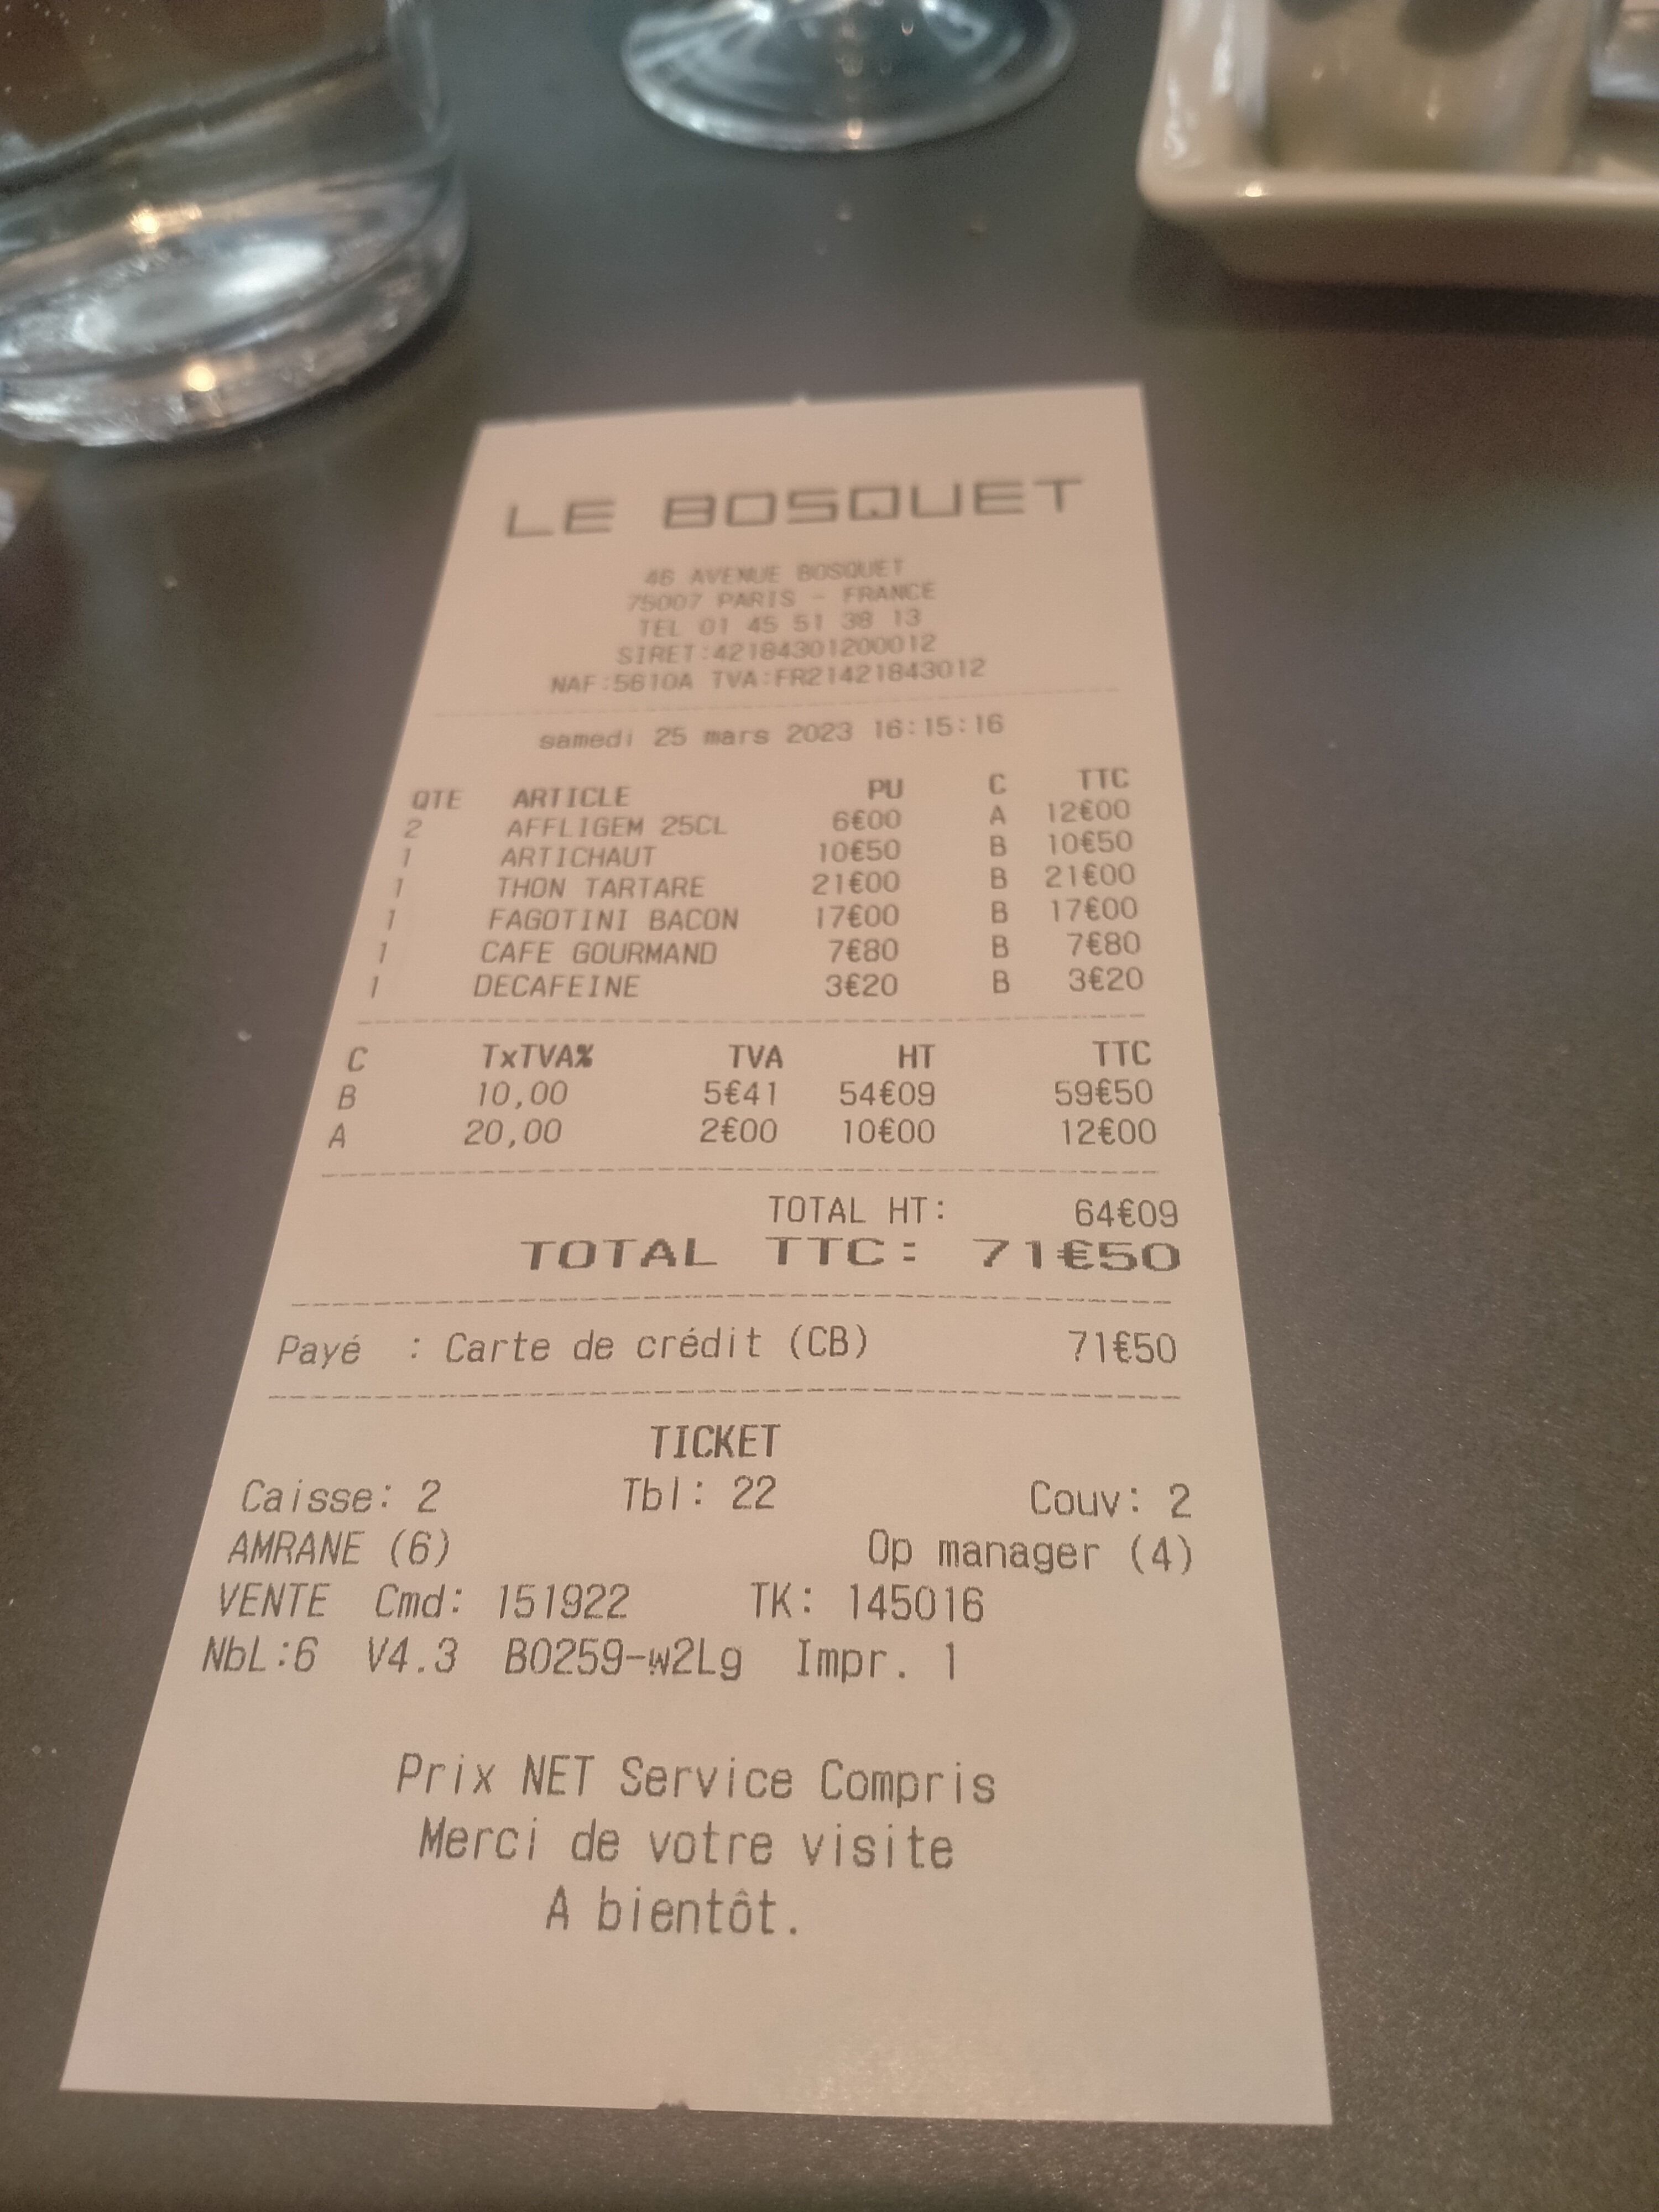 LE BOSQUET
46 AVENUE BOSQUET
75007 PARIS - FRANCE
TEL 01 45 51 38 13
SIRET:42184301200012
NAF:5610A TVA:FR21421843012
samedi 25 mars 2023 16:15:16
QTE ARTICLE PU C TTC
2 AFFLIGEM 25CL 6€00 A 12€00
1 ARTICHAUT 10€50 B 10€50
1 THON TARTARE 21€00 B 21€00
1 FAGOTINI BACON 17€00 B 17€00
1 CAFE GOURMAND 7€80 B 7€80
1 DECAFEINE 3€20 B 3€20
C TxTVA% TVA HT TTC
B 10,00 5€41 54€09 59€50
A 20,00 2€00 10€00 12€00
TOTAL HT: 64€09
TOTAL TTC: 71€50
Payé : Carte de crédit (CB) 71€50
TICKET
Caisse: 2 Tbl: 22 Couv: 2
AMRANE (6) Op manager (4)
VENTE Cmd: 151922 TK: 145016
NbL:6 V4.3 B0259-w2Lg Impr. 1
Prix NET Service Compris
Merci de votre visite
A bientôt.